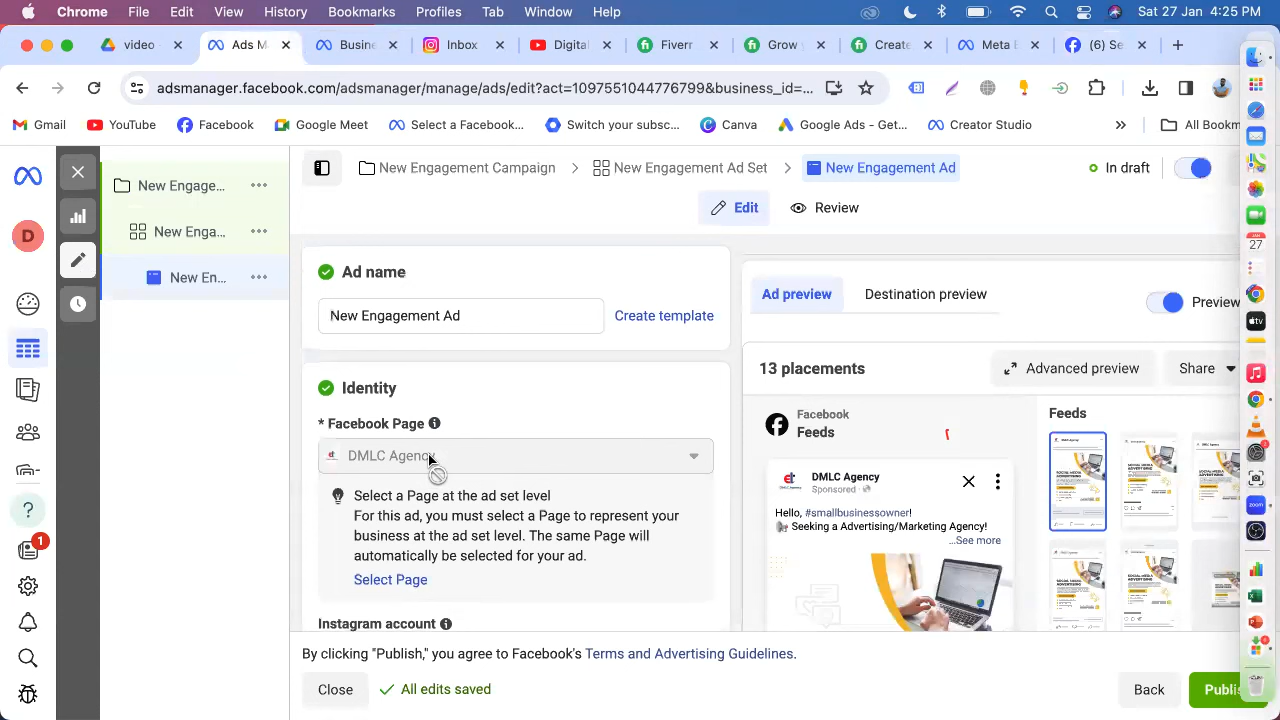 Chrome File Edit View History Bookmarks Profiles Tab Window Help Sat 27 Jan 4:25 PM
video Ads M Busine Inbox Digital Fiverr Grow Create Meta E (6) Se
adsmanager.facebook.com/adsmanager/manage/ads/edit?act=1097551044776799&business_id=...
Gmail YouTube Facebook Google Meet Select a Facebook... Switch your subsc... Canva Google Ads - Get... Creator Studio » All Bookm
New Engagement Campaign New Engagement Ad Set New Engagement Ad In draft
New Engage... •••
Edit Review
D
New Enga... •••
New En... •••
Ad name
New Engagement Ad Create template
Ad preview Destination preview Preview
Identity
* Facebook Page
DMLC Agency
Select a Page at the ad set level
For this ad, you must select a Page to represent your
business at the ad set level. The same Page will
automatically be selected for your ad.
Select Page
Instagram account
13 placements Advanced preview Share
Facebook
Feeds
Feeds
DMLC Agency
Sponsored
Hello, #smallbusinessowner!
Seeking a Advertising/Marketing Agency!
...See more
By clicking "Publish," you agree to Facebook's Terms and Advertising Guidelines.
Close All edits saved Back Publi
?
1
JAN
27
tv
zoom